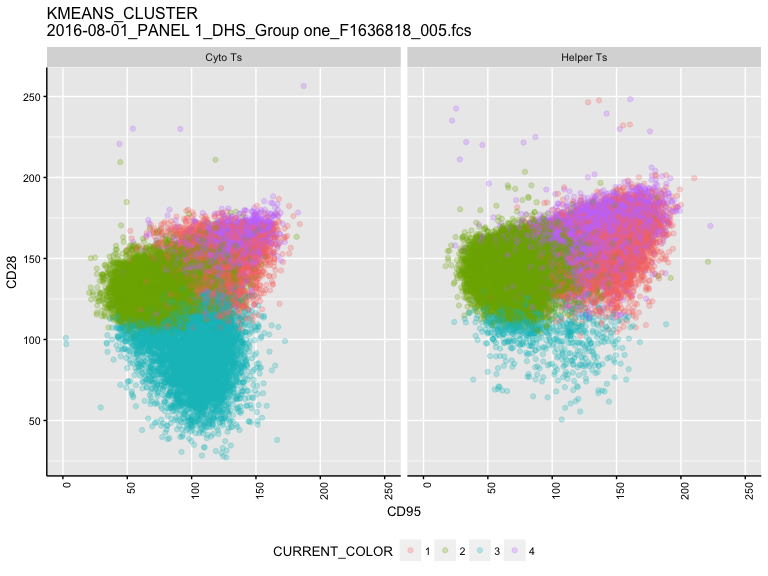 KMEANS_CLUSTER
2016-08-01_PANEL 1_DHS_Group one_F1636818_005.fcs
Cyto Ts
Helper Ts
250
200
150
100
50
CD28
0 50 100 150 200 250
0 50 100 150 200 250
CD95
CURRENT_COLOR 1 2 3 4